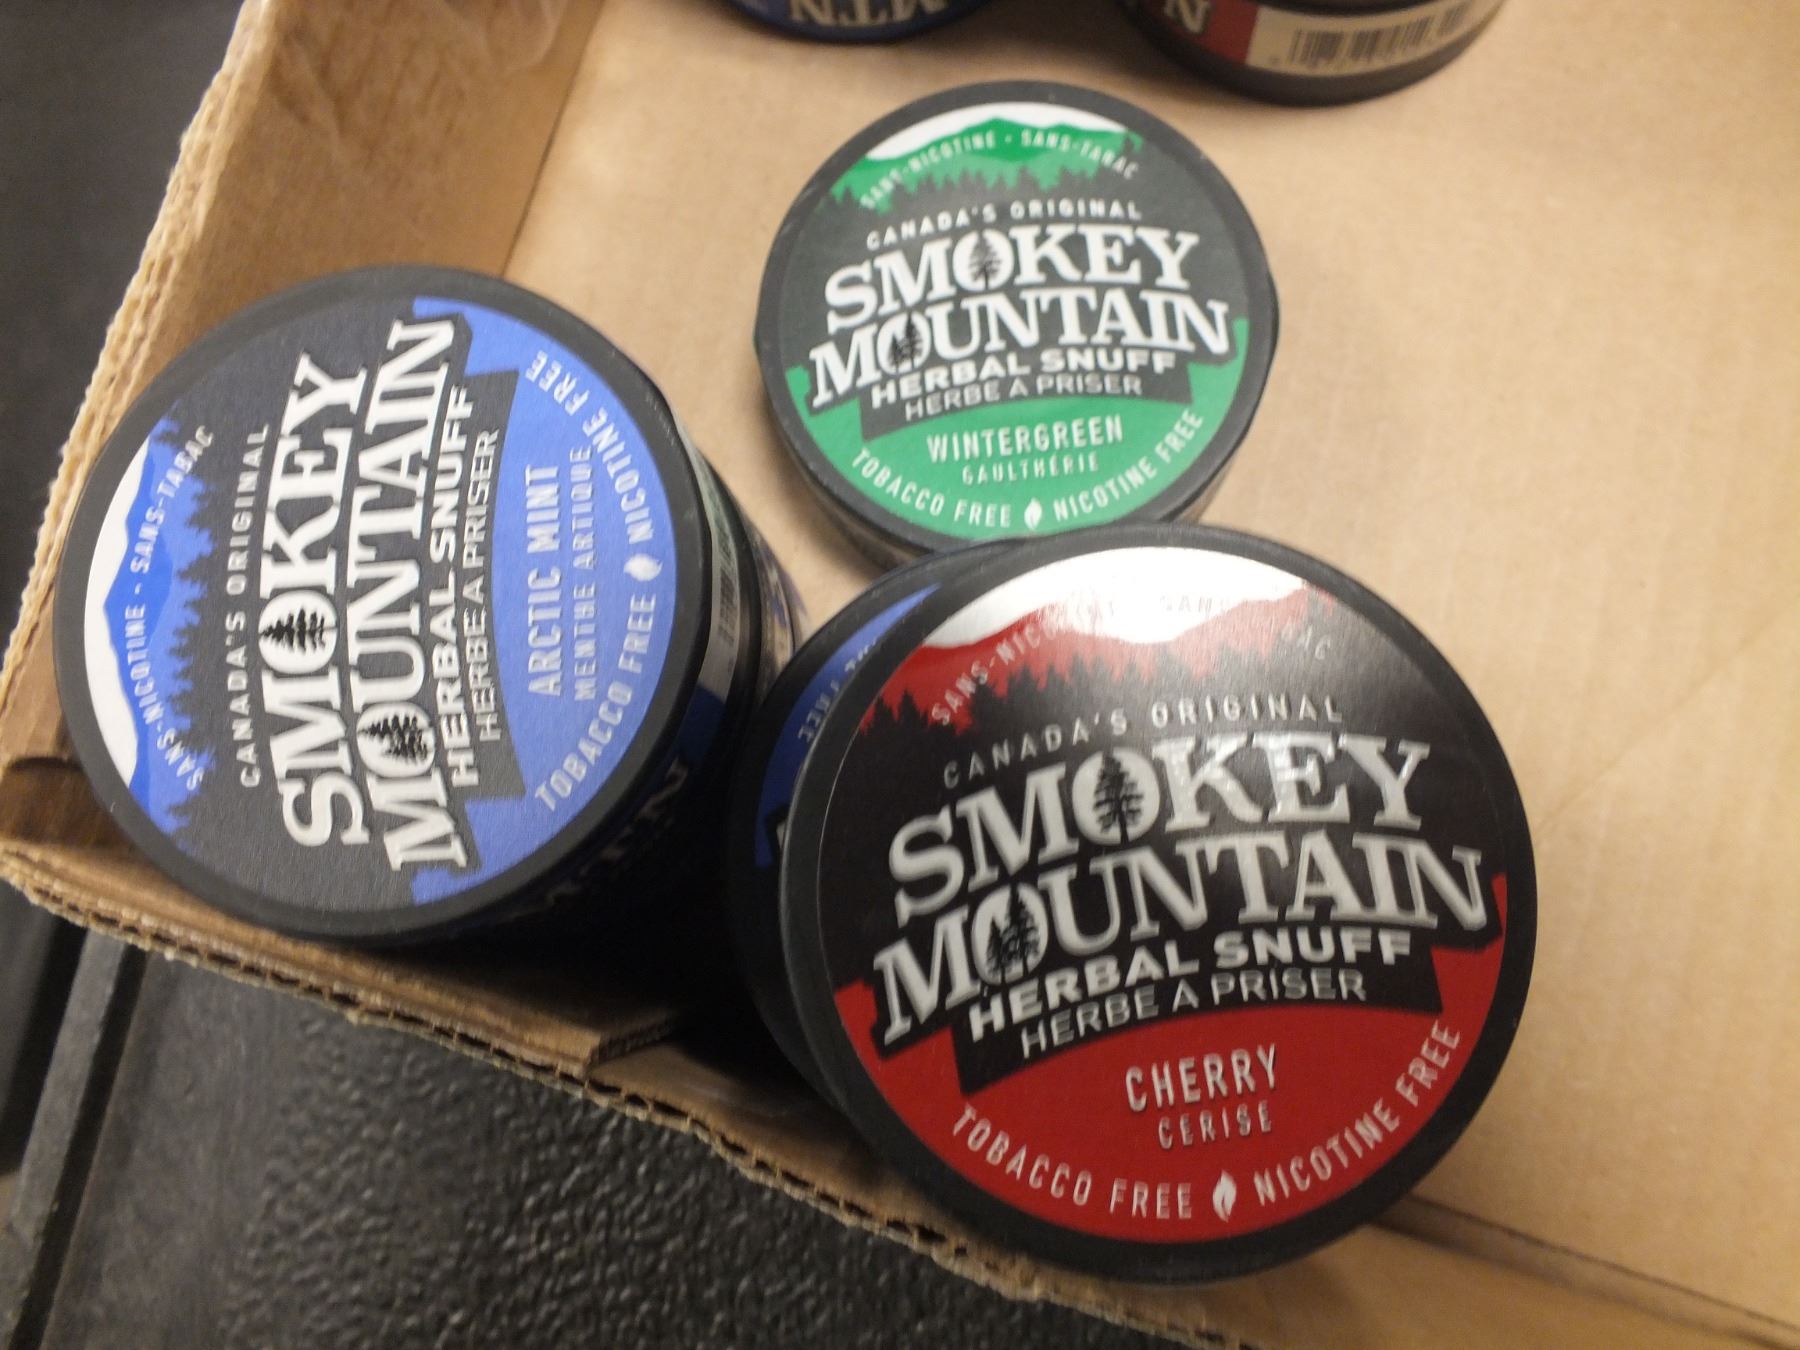 MTN
N
SANS-NICOTINE • SANS-TABAC
CANADA'S ORIGINAL
SMOKEY
MOUNTAIN
HERBAL SNUFF
HERBE A PRISER
WINTERGREEN
GAULTHÉRIE
TOBACCO FREE NICOTINE FREE
SANS-NICOTINE - SANS-TABAC
CANADA'S ORIGINAL
SMOKEY
MOUNTAIN
HERBAL SNUFF
HERBE A PRISER
ARCTIC MINT
MENTHE ARTIQUE
TOBACCO FREE NICOTINE FREE
MTN
CANADA'S ORIGINAL
SMOKEY
MOUNTAIN
HERBAL SNUFF
HERBE A PRISER
CHERRY
CERISE
TOBACCO FREE NICOTINE FREE